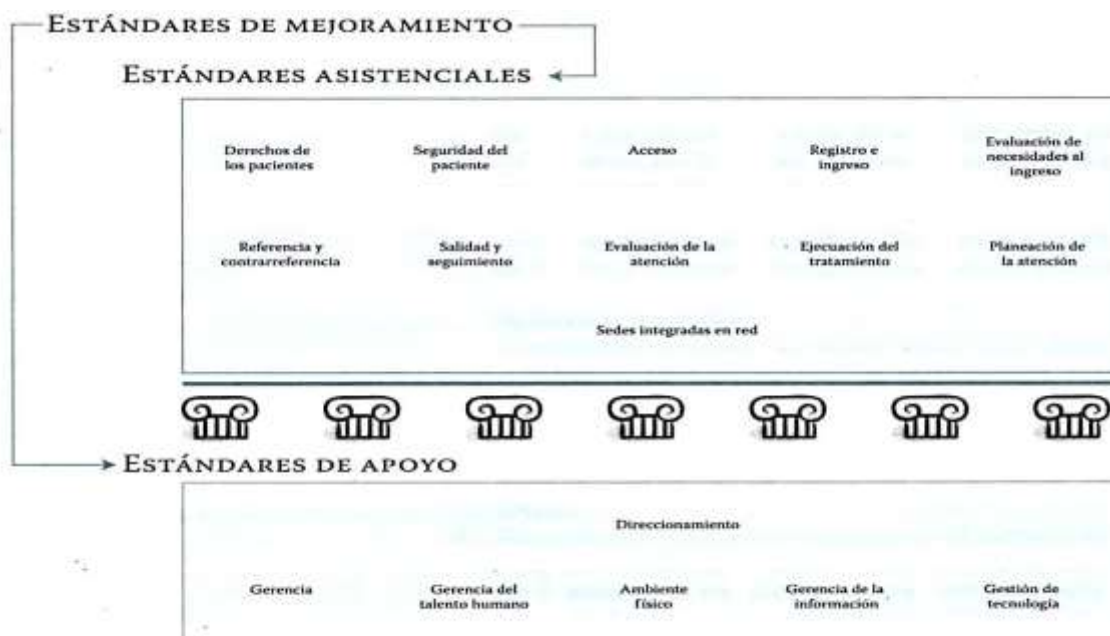 ESTÁNDARES DE MEJORAMIENTO
ESTÁNDARES ASISTENCIALES
Derechos de
los pacientes
Seguridad del
paciente
Acceso
Registro e
ingreso
Evaluación de
necesidades al
ingreso
Referencia y
contrarreferencia
Salidad y
seguimiento
Evaluación de la
atención
Ejecuación del
tratamiento
Planeación de
la atención
Sedes integradas en red
ESTÁNDARES DE APOYO
Direccionamiento
Gerencia
Gerencia del
talento humano
Ambiente
físico
Gerencia de la
información
Gestión de
tecnología